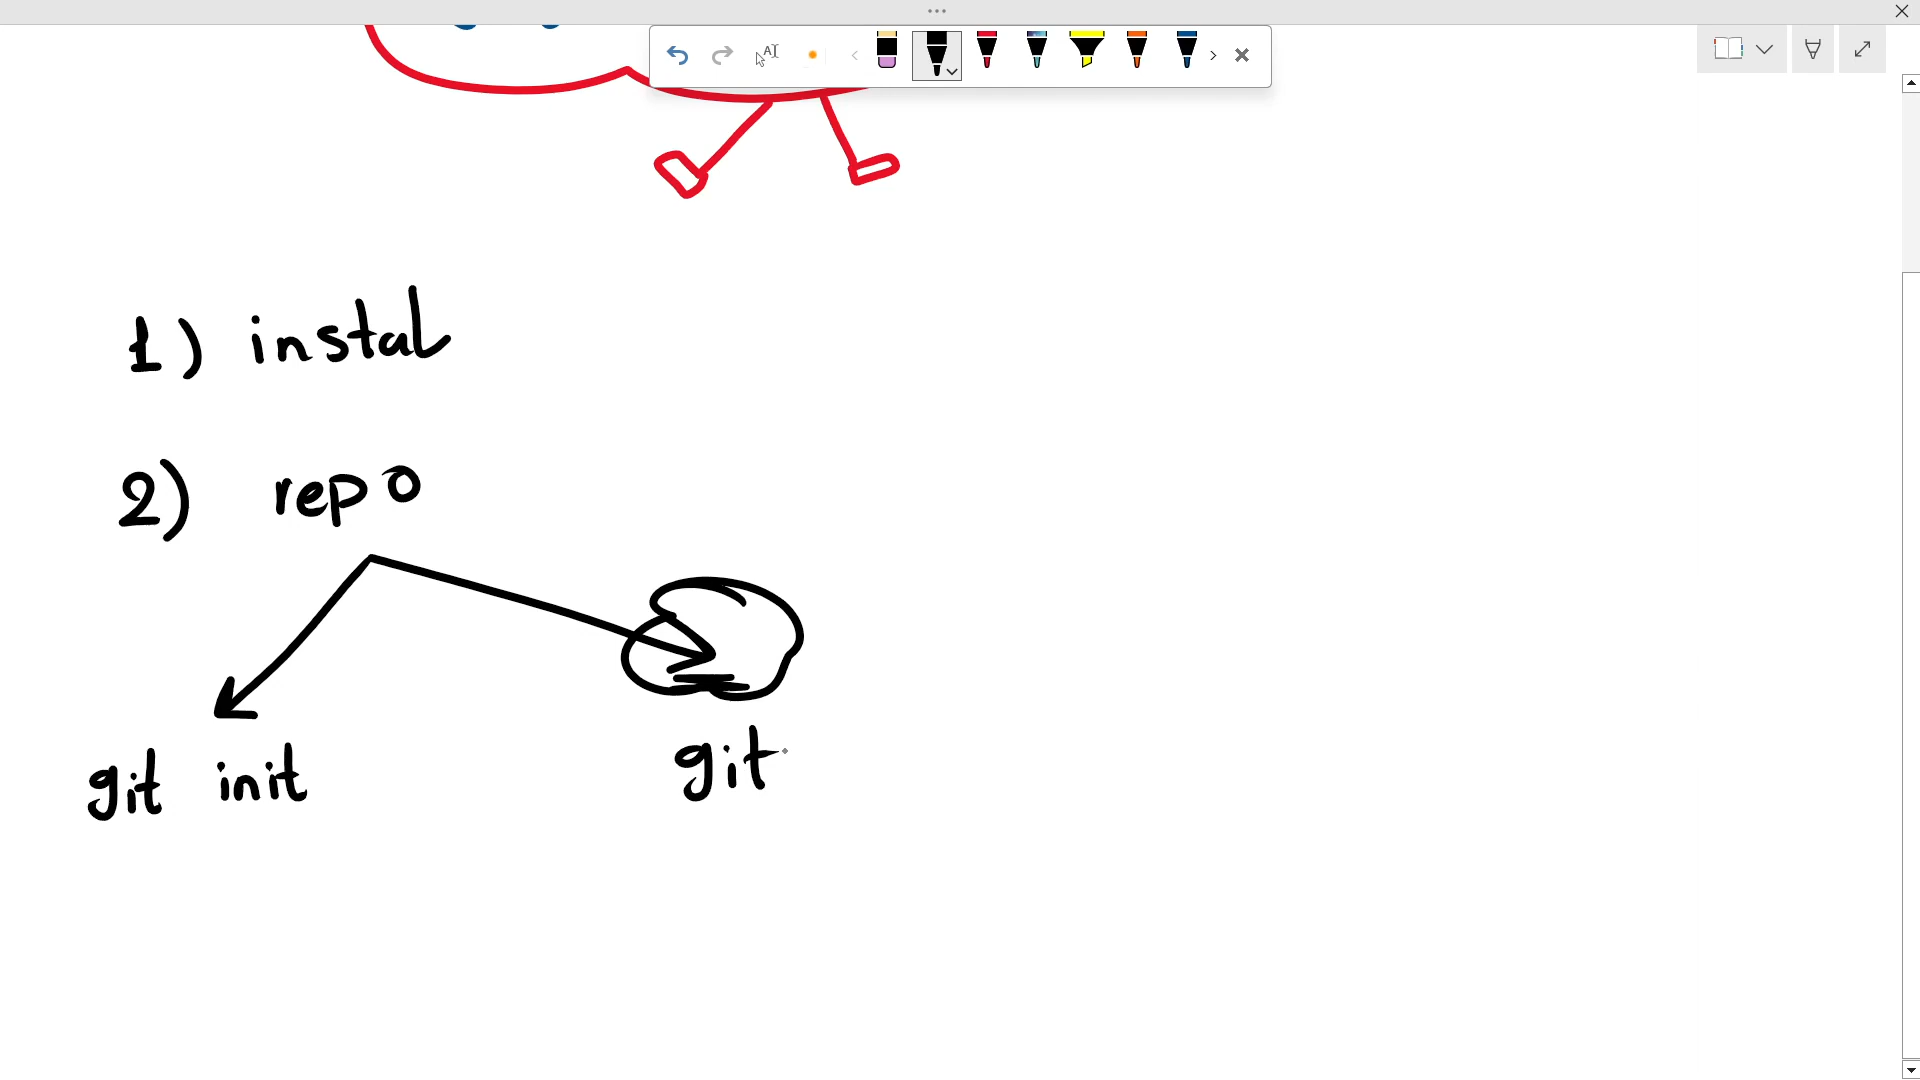 1) instal
2) repo
git init
git